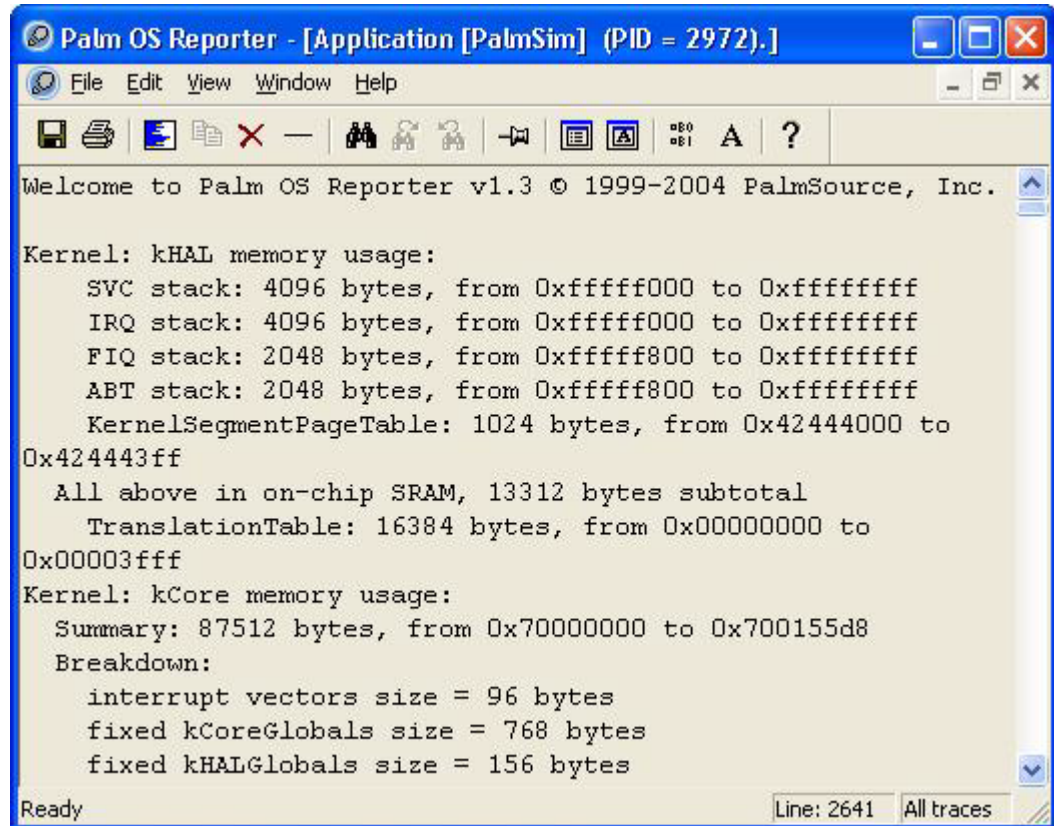 Palm OS Reporter - [Application [PalmSim]  (PID = 2972).]
File Edit View Window Help
A ?
Welcome to Palm OS Reporter v1.3 © 1999-2004 PalmSource, Inc.
Kernel: kHAL memory usage:
SVC stack: 4096 bytes, from 0xfffff000 to 0xffffffff
IRQ stack: 4096 bytes, from 0xfffff000 to 0xffffffff
FIQ stack: 2048 bytes, from 0xfffff800 to 0xffffffff
ABT stack: 2048 bytes, from 0xfffff800 to 0xffffffff
KernelSegmentPageTable: 1024 bytes, from 0x42444000 to
0x424443ff
All above in on-chip SRAM, 13312 bytes subtotal
TranslationTable: 16384 bytes, from 0x00000000 to
0x00003fff
Kernel: kCore memory usage:
Summary: 87512 bytes, from 0x70000000 to 0x700155d8
Breakdown:
interrupt vectors size = 96 bytes
fixed kCoreGlobals size = 768 bytes
fixed kHALGlobals size = 156 bytes
Ready Line: 2641 All traces